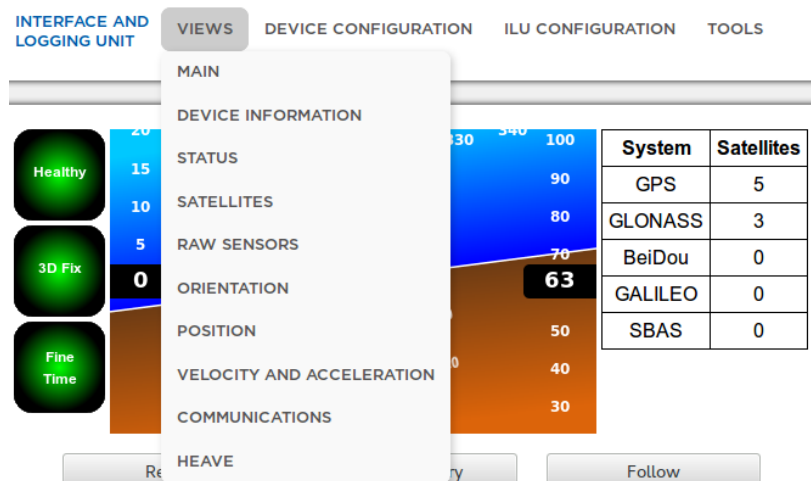 INTERFACE AND
LOGGING UNIT
VIEWS
DEVICE CONFIGURATION
ILU CONFIGURATION
TOOLS
MAIN
DEVICE INFORMATION
STATUS
SATELLITES
RAW SENSORS
ORIENTATION
POSITION
VELOCITY AND ACCELERATION
COMMUNICATIONS
HEAVE
Healthy
3D Fix
Fine
Time
20
15
10
5
0
330
340
100
90
80
70
63
50
40
30
System Satellites
GPS 5
GLONASS 3
BeiDou 0
GALILEO 0
SBAS 0
Follow